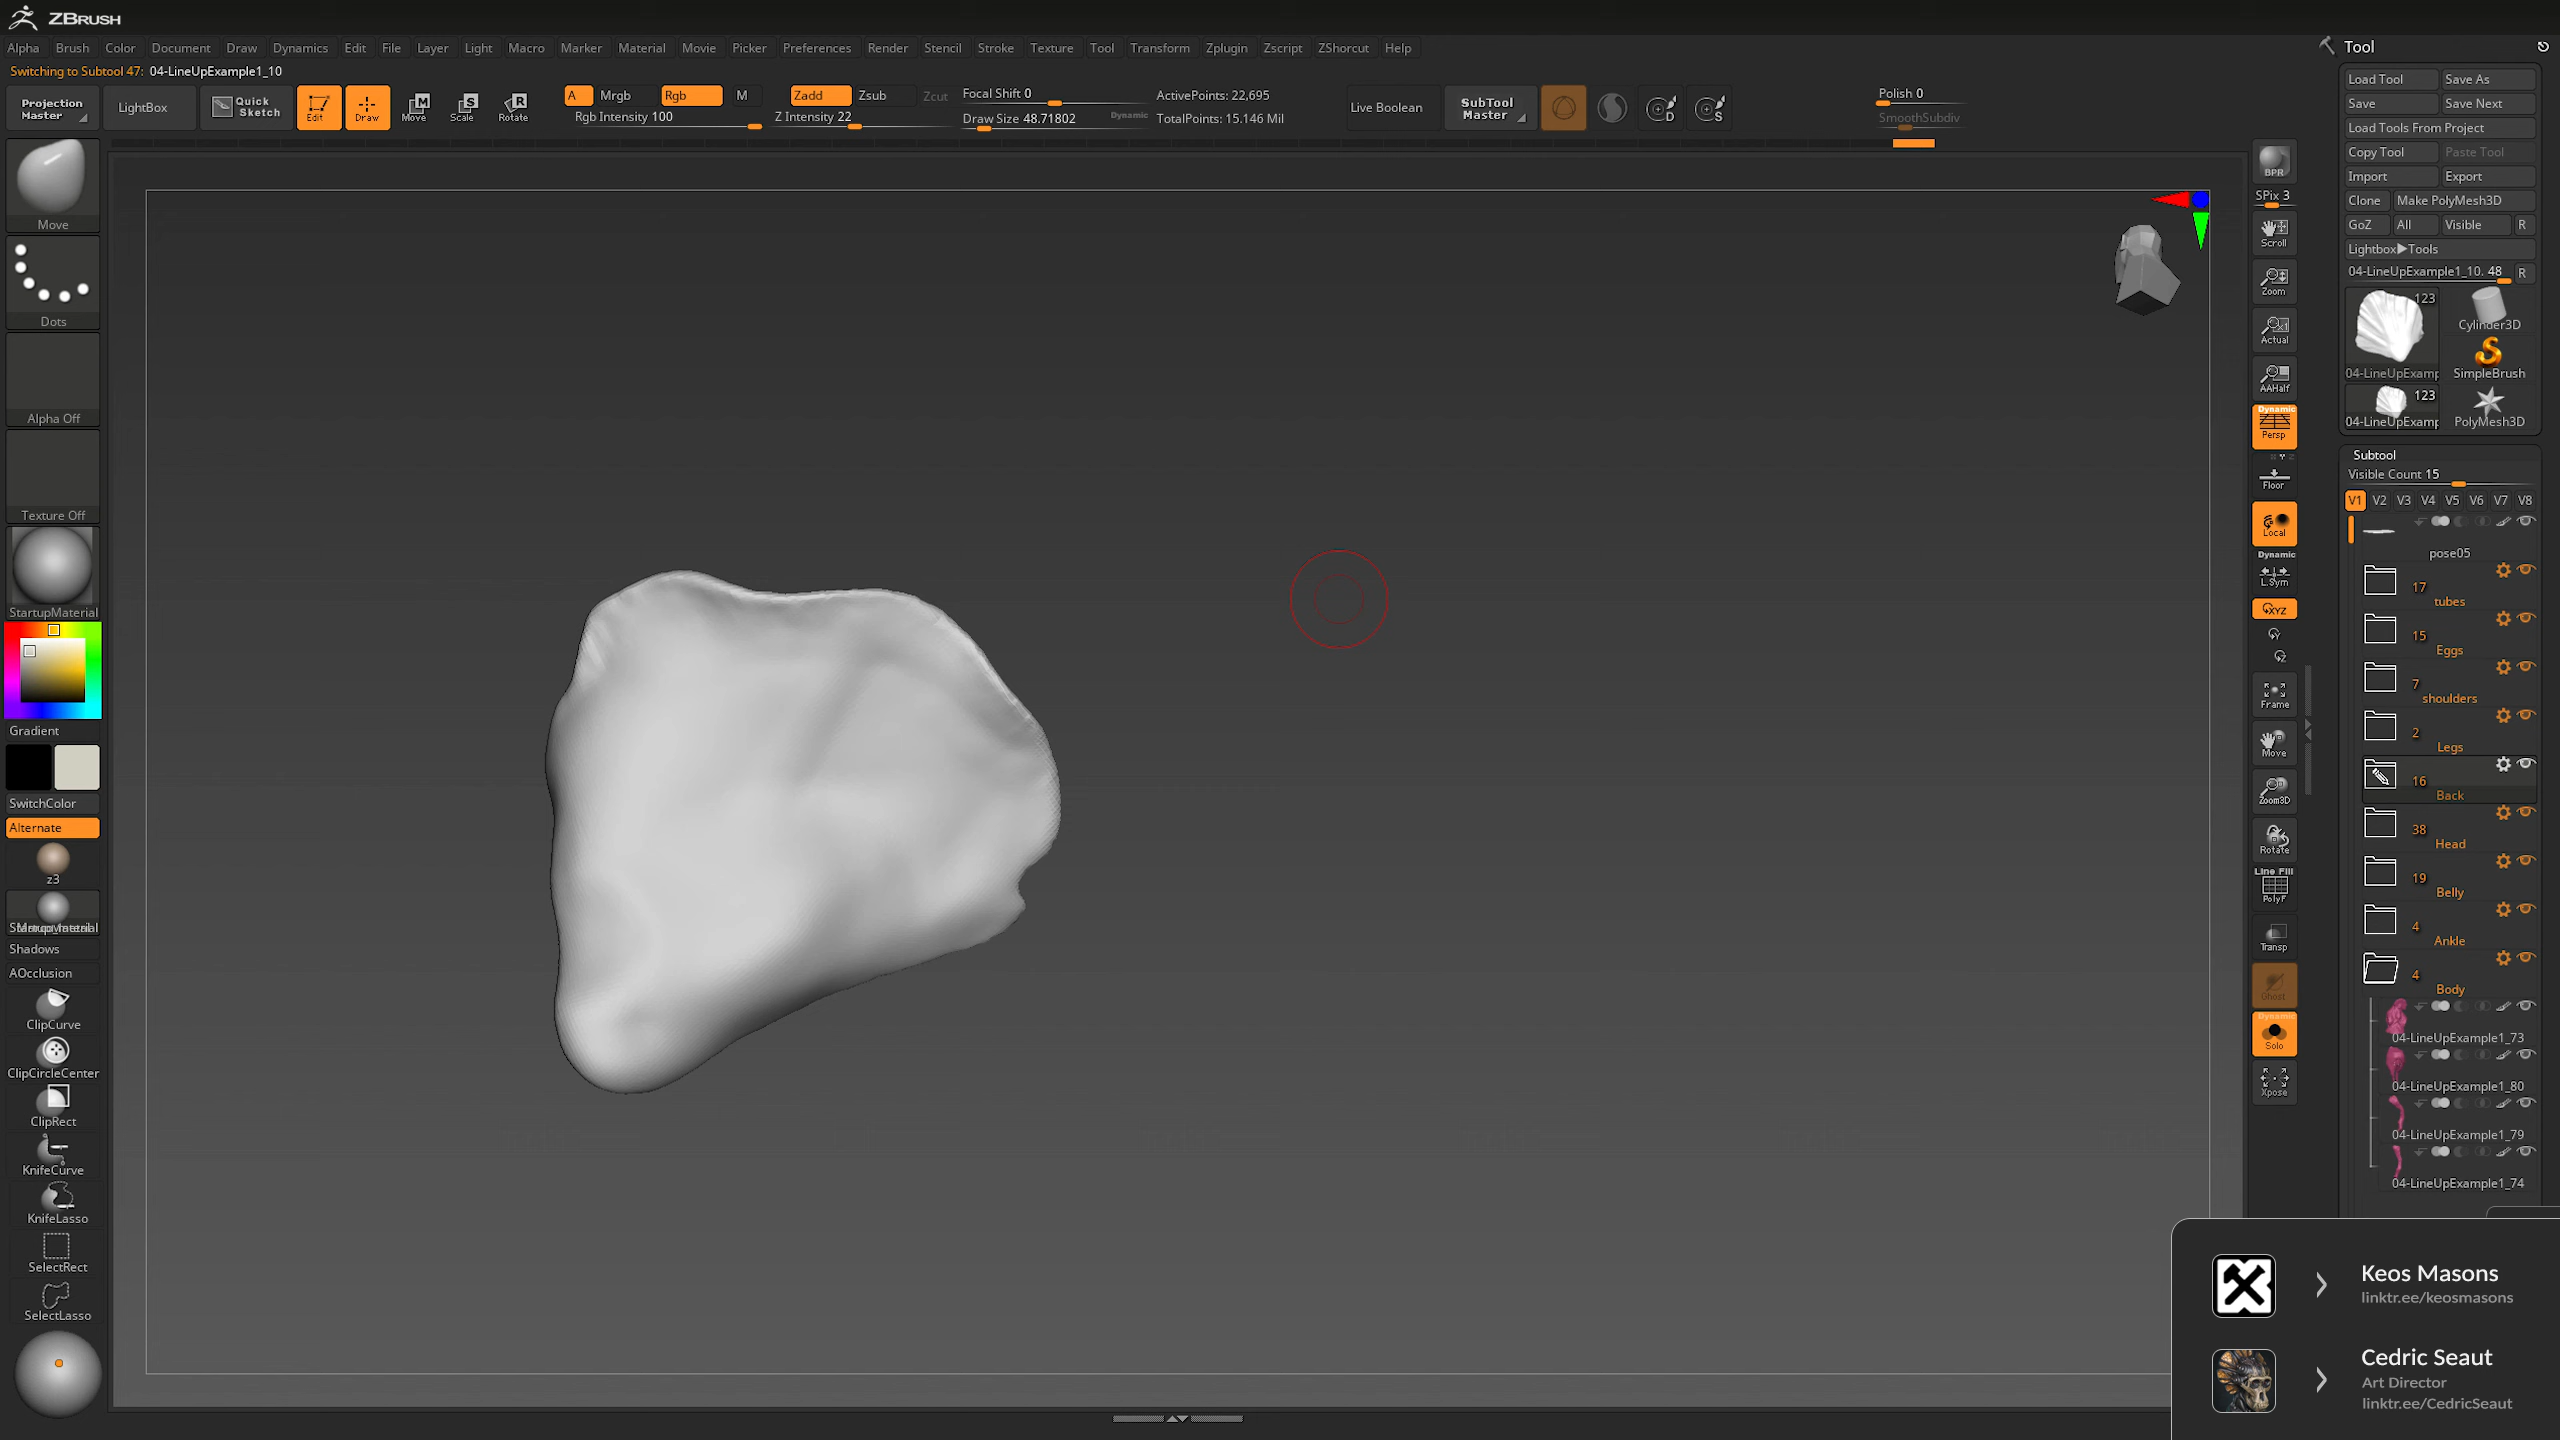 ZBRUSH
Alpha Brush Color Document Draw Dynamics Edit File Layer Light Macro Marker Material Movie Picker Preferences Render Stencil Stroke Texture Tool Transform Zplugin Zscript ZShortcut Help
Switching to Subtool 47: 04-LineUpExample1_10
Projection Master
LightBox
Quick Sketch
Edit
Draw
Move
Scale
Rotate
A Mrgb Rgb M
Rgb Intensity 100
Zadd Zsub Zcut
Z Intensity 22
Focal Shift 0
Draw Size 48.71802 Dynamic
ActivePoints: 22,695
TotalPoints: 15.146 Mil
Live Boolean
SubTool Master
D
S
Polish 0
SmoothSubdiv
Move
Dots
Alpha Off
Texture Off
StartupMaterial
Gradient
SwitchColor
Alternate
z3
Shadows
AOcclusion
ClipCurve
ClipCircleCenter
ClipRect
KnifeCurve
KnifeLasso
SelectRect
SelectLasso
BPR
SPix 3
Scroll
Zoom
Actual
AAHalf
Dynamic
Persp
Floor
Local
Dynamic
L.Sym
XYZ
Y
Z
Frame
Move
Zoom3D
Rotate
Line Fill
PolyF
Transp
Ghost
Dynamic
Solo
Xpose
Tool
Load Tool Save As
Save Save Next
Load Tools From Project
Copy Tool Paste Tool
Import Export
Clone Make PolyMesh3D
GoZ All Visible R
Lightbox▶Tools
04-LineUpExample1_10. 48 R
123
Cylinder3D
04-LineUpExamp SimpleBrush
123
04-LineUpExamp PolyMesh3D
Subtool
Visible Count 15
V1 V2 V3 V4 V5 V6 V7 V8
pose05
17
tubes
15
Eggs
7
shoulders
2
Legs
16
Back
38
Head
19
Belly
4
Ankle
4
Body
04-LineUpExample1_73
04-LineUpExample1_80
04-LineUpExample1_79
04-LineUpExample1_74
Keos Masons
linktr.ee/keosmasons
Cedric Seaut
Art Director
linktr.ee/CedricSeaut